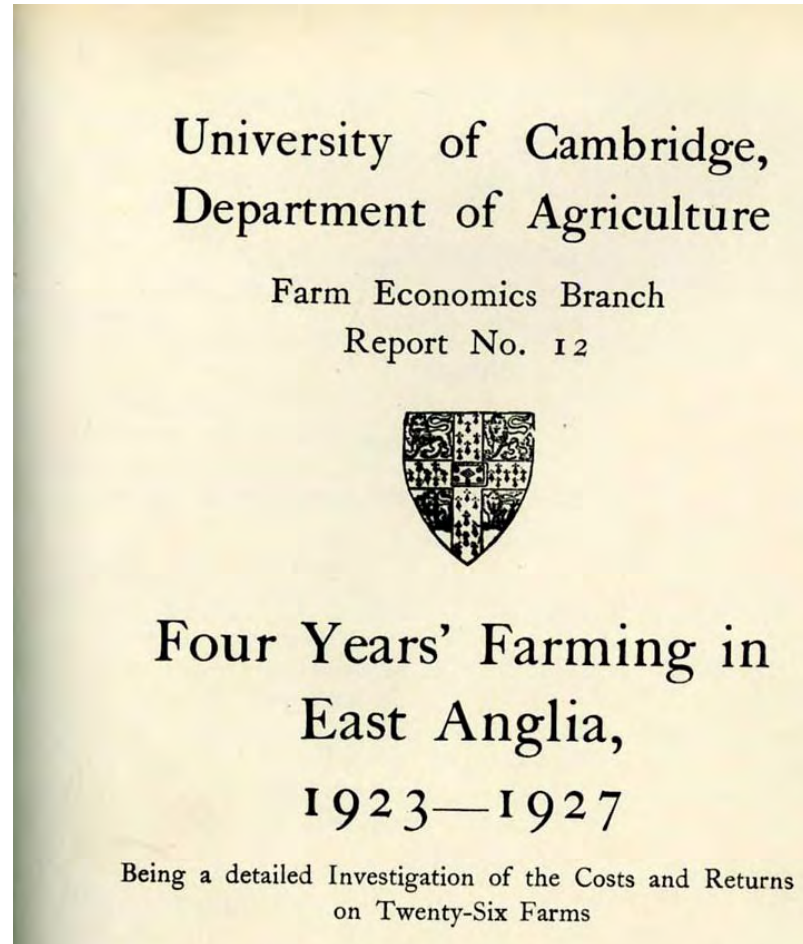 University of Cambridge,
Department of Agriculture
Farm Economics Branch
Report No. 12
Four Years' Farming in
East Anglia,
1923—1927
Being a detailed Investigation of the Costs and Returns
on Twenty-Six Farms